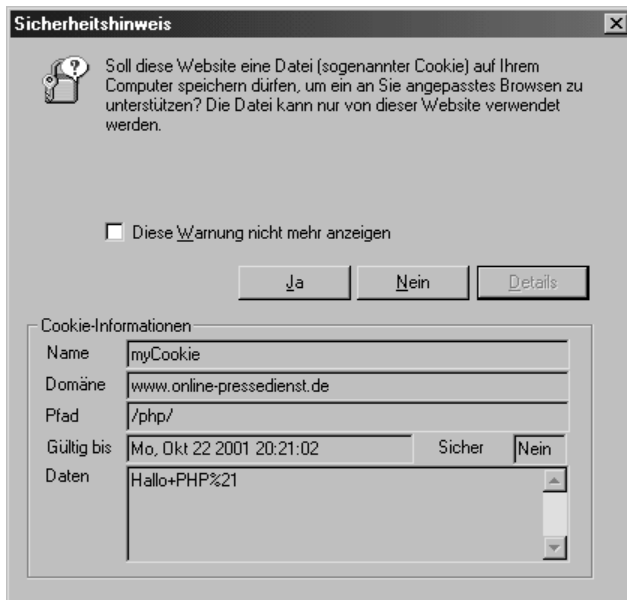 Sicherheitshinweis
Soll diese Website eine Datei (sogenannter Cookie) auf Ihrem
Computer speichern dürfen, um ein an Sie angepasstes Browsen zu
unterstützen? Die Datei kann nur von dieser Website verwendet
werden.
Diese Warnung nicht mehr anzeigen
Ja Nein Details
Cookie-Informationen
Name myCookie
Domäne www.online-pressedienst.de
Pfad /php/
Gültig bis Mo, Okt 22 2001 20:21:02 Sicher Nein
Daten Hallo+PHP%21